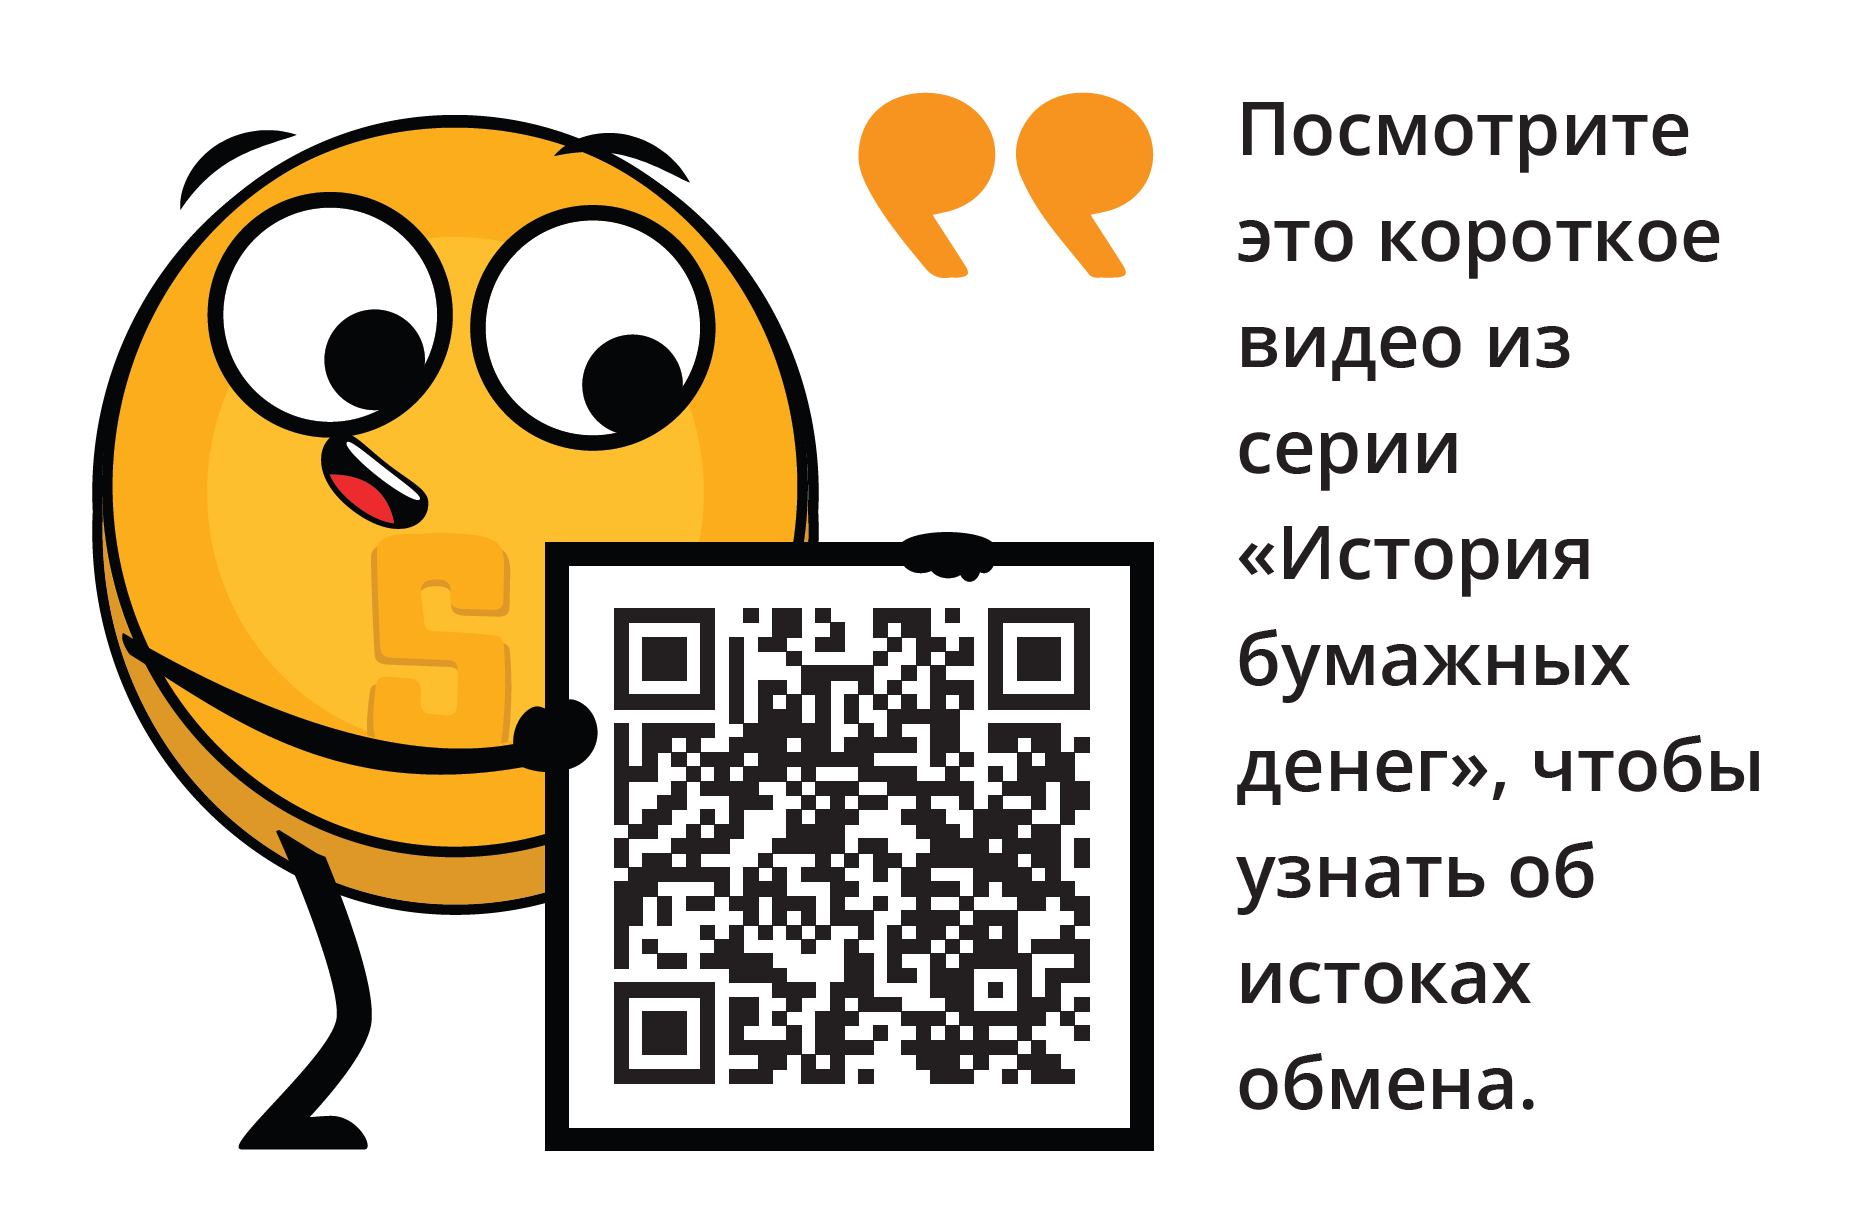 Посмотрите
это короткое
видео из
серии
«История
бумажных
денег», чтобы
узнать об
истоках
обмена.
S